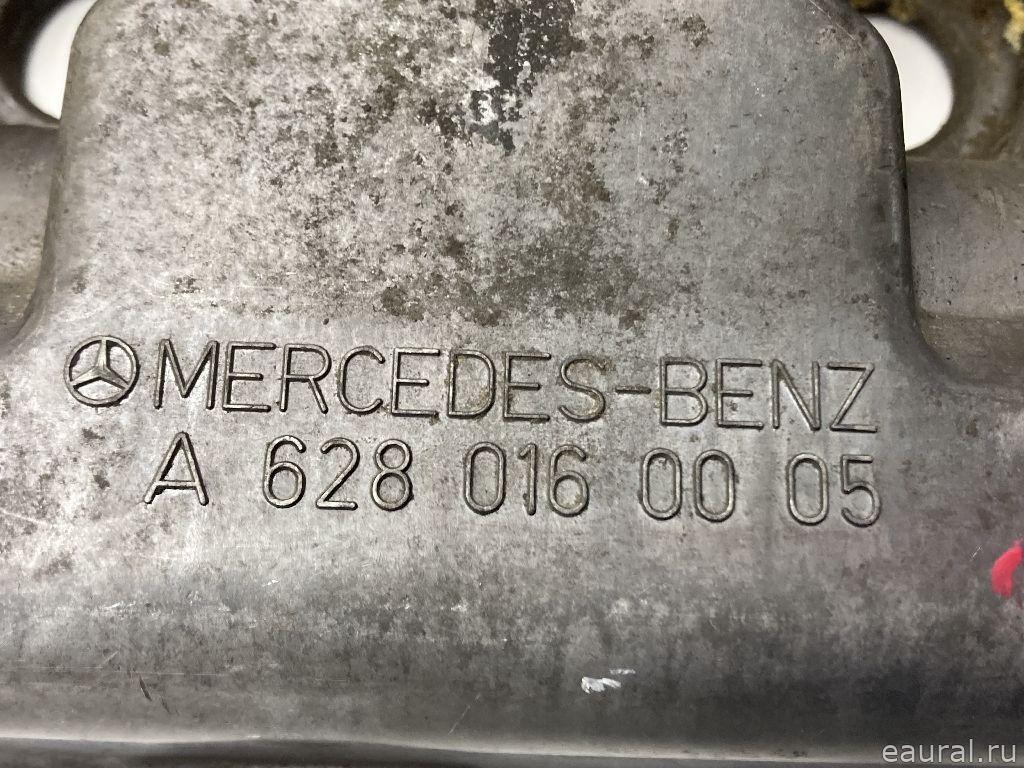 MERCEDES-BENZ
A 628 016 00 05
eaural.ru